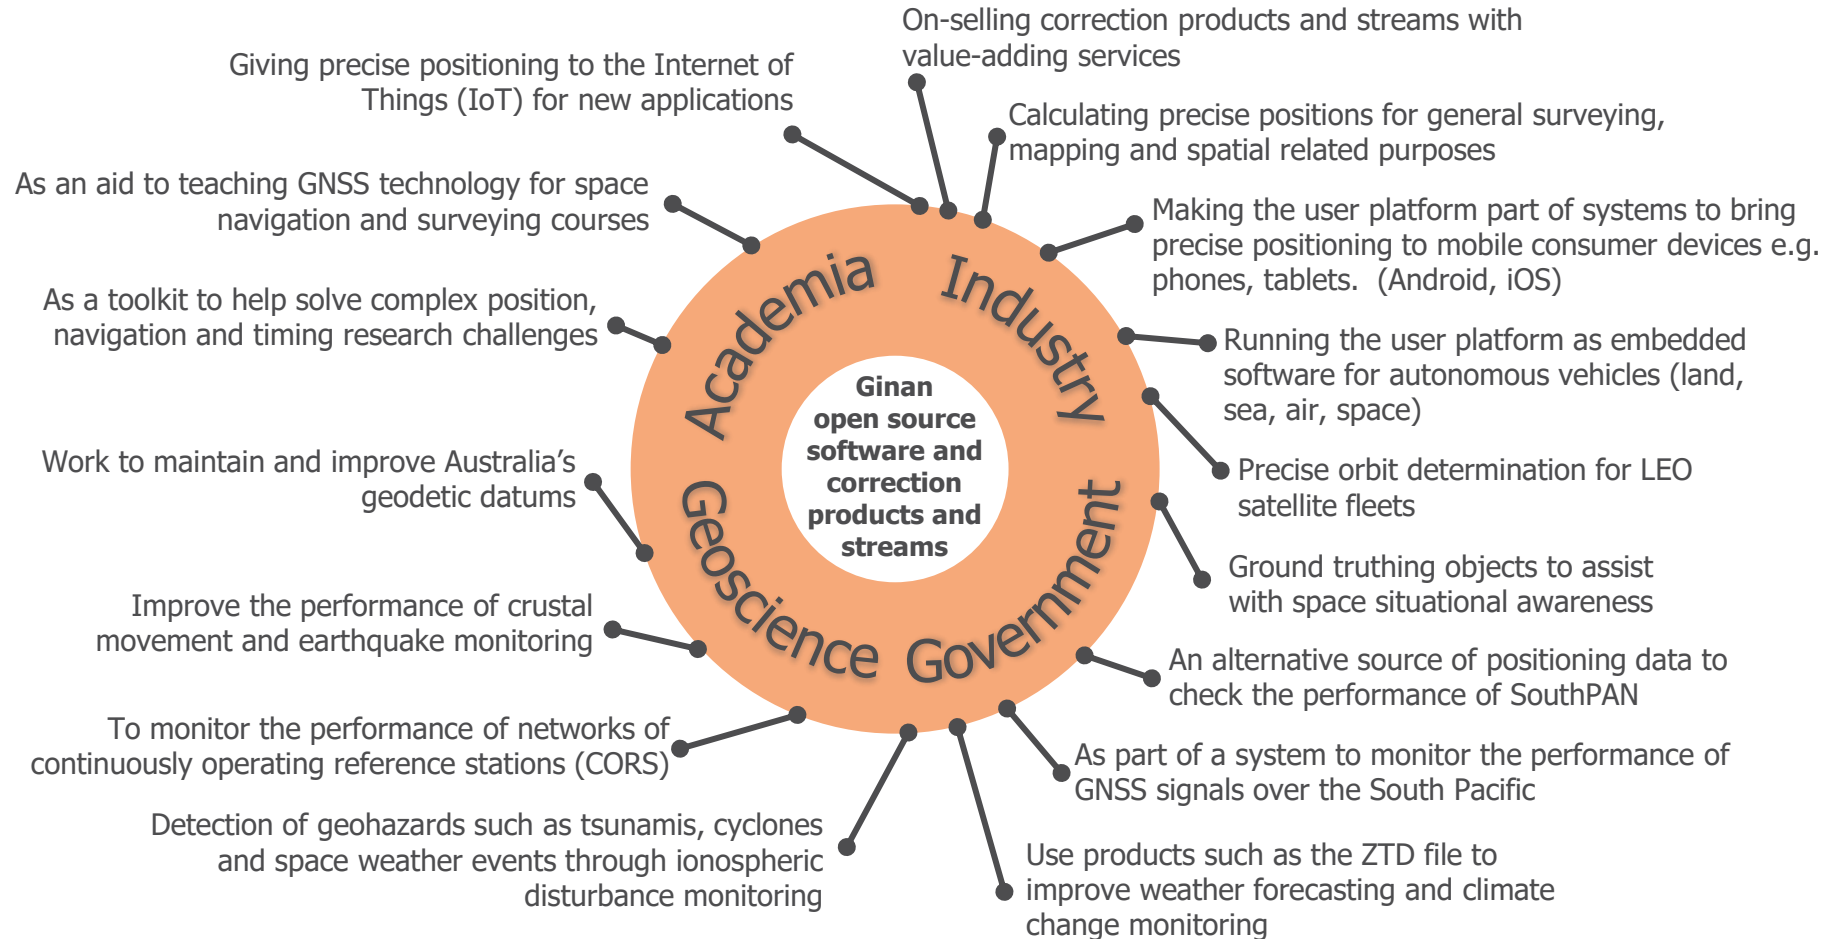 On-selling correction products and streams with
value-adding services
Giving precise positioning to the Internet of
Things (IoT) for new applications
Calculating precise positions for general surveying,
mapping and spatial related purposes
As an aid to teaching GNSS technology for space
navigation and surveying courses
Making the user platform part of systems to bring
precise positioning to mobile consumer devices e.g.
phones, tablets.  (Android, iOS)
As a toolkit to help solve complex position,
navigation and timing research challenges
Running the user platform as embedded
software for autonomous vehicles (land,
sea, air, space)
Academia
Industry
Ginan
open source
software and
correction
products and
streams
Geoscience
Government
Work to maintain and improve Australia’s
geodetic datums
Precise orbit determination for LEO
satellite fleets
Ground truthing objects to assist
with space situational awareness
Improve the performance of crustal
movement and earthquake monitoring
An alternative source of positioning data to
check the performance of SouthPAN
To monitor the performance of networks of
continuously operating reference stations (CORS)
As part of a system to monitor the performance of
GNSS signals over the South Pacific
Detection of geohazards such as tsunamis, cyclones
and space weather events through ionospheric
disturbance monitoring
Use products such as the ZTD file to
improve weather forecasting and climate
change monitoring